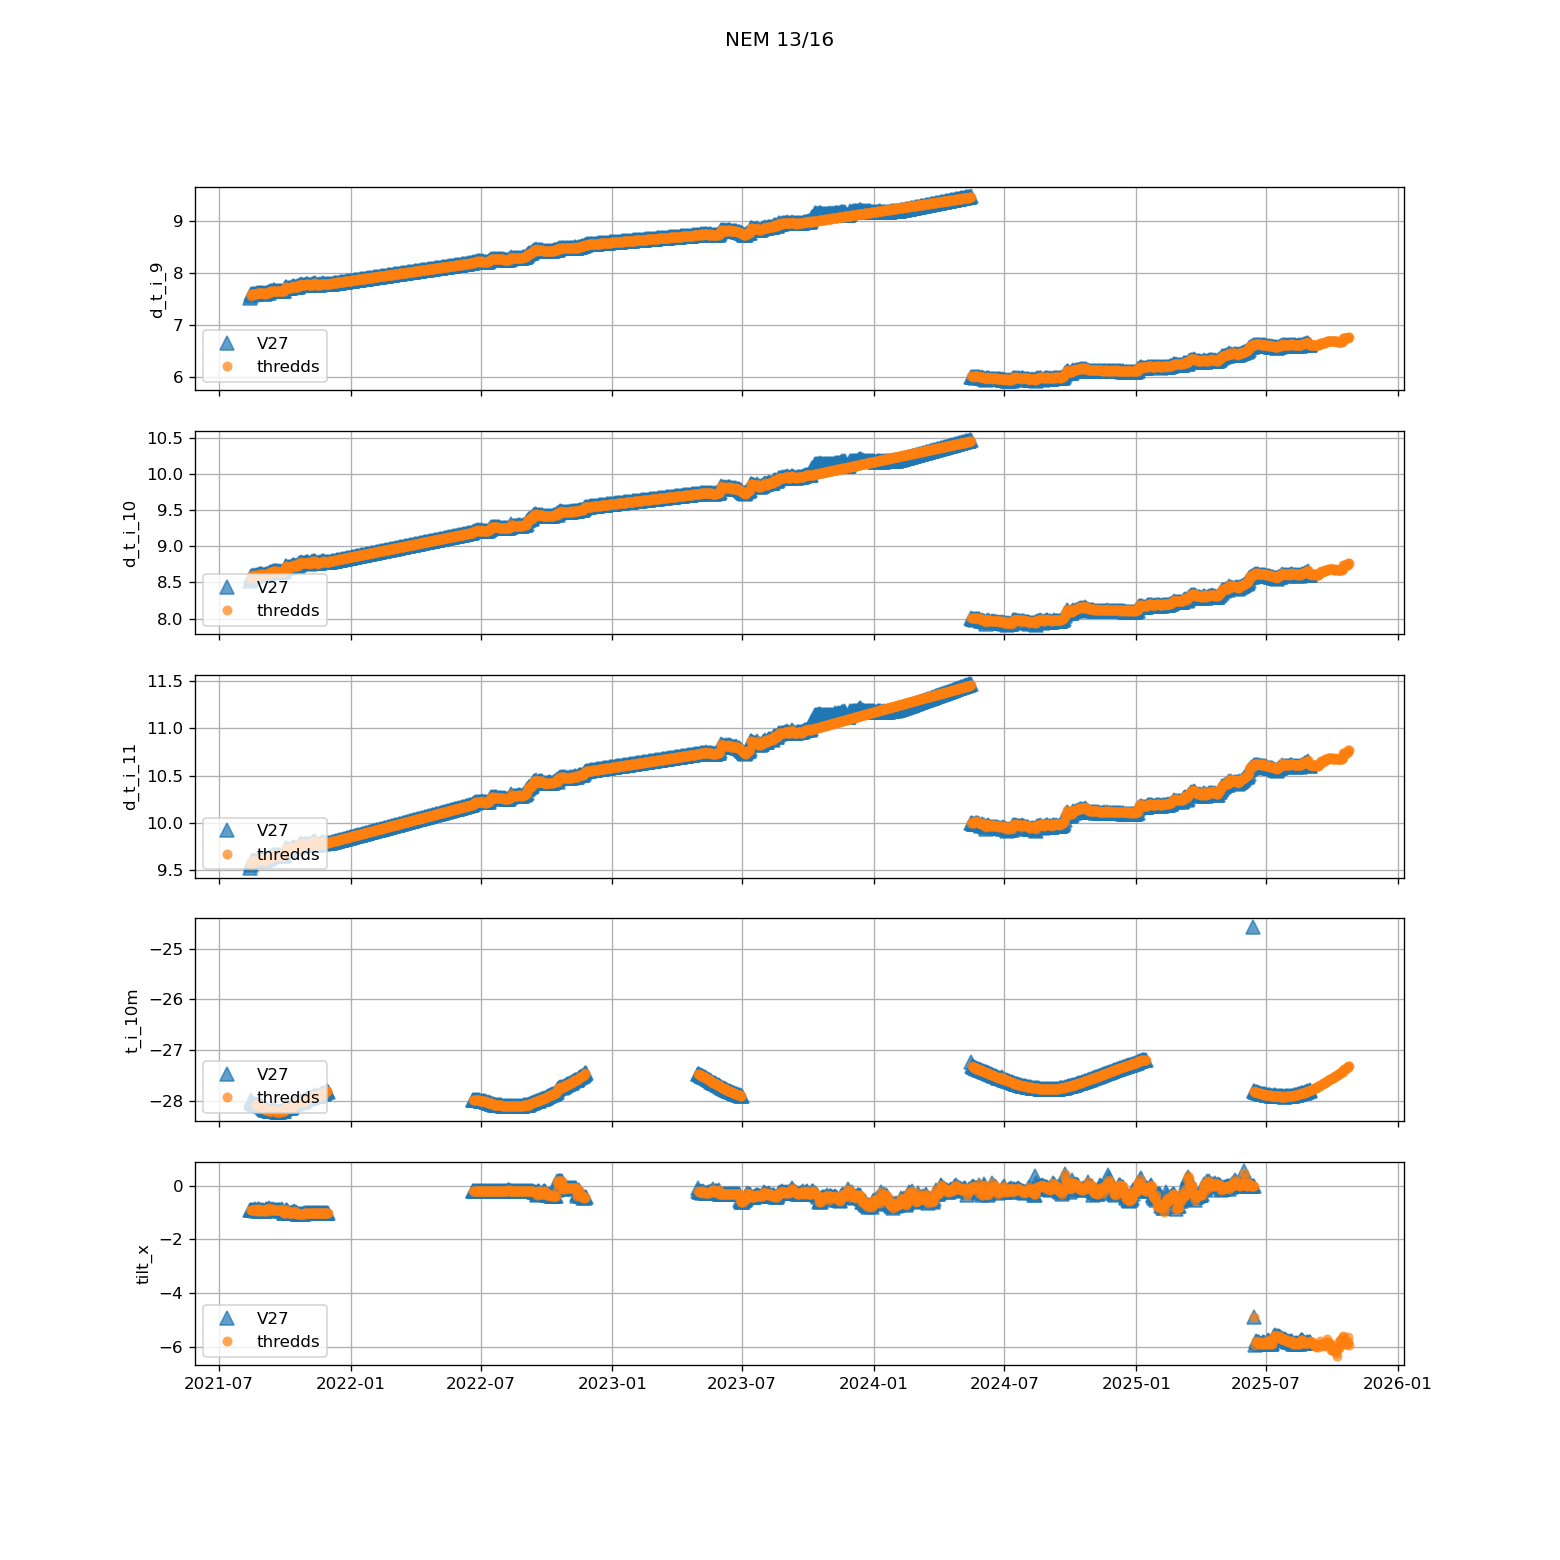 NEM 13/16
d_t_i_9
9
8
7
6
V27
thredds
d_t_i_10
10.5
10.0
9.5
9.0
8.5
8.0
V27
thredds
d_t_i_11
11.5
11.0
10.5
10.0
9.5
V27
thredds
t_i_10m
−25
−26
−27
−28
V27
thredds
tilt_x
0
−2
−4
−6
V27
thredds
2021-07 2022-01 2022-07 2023-01 2023-07 2024-01 2024-07 2025-01 2025-07 2026-01